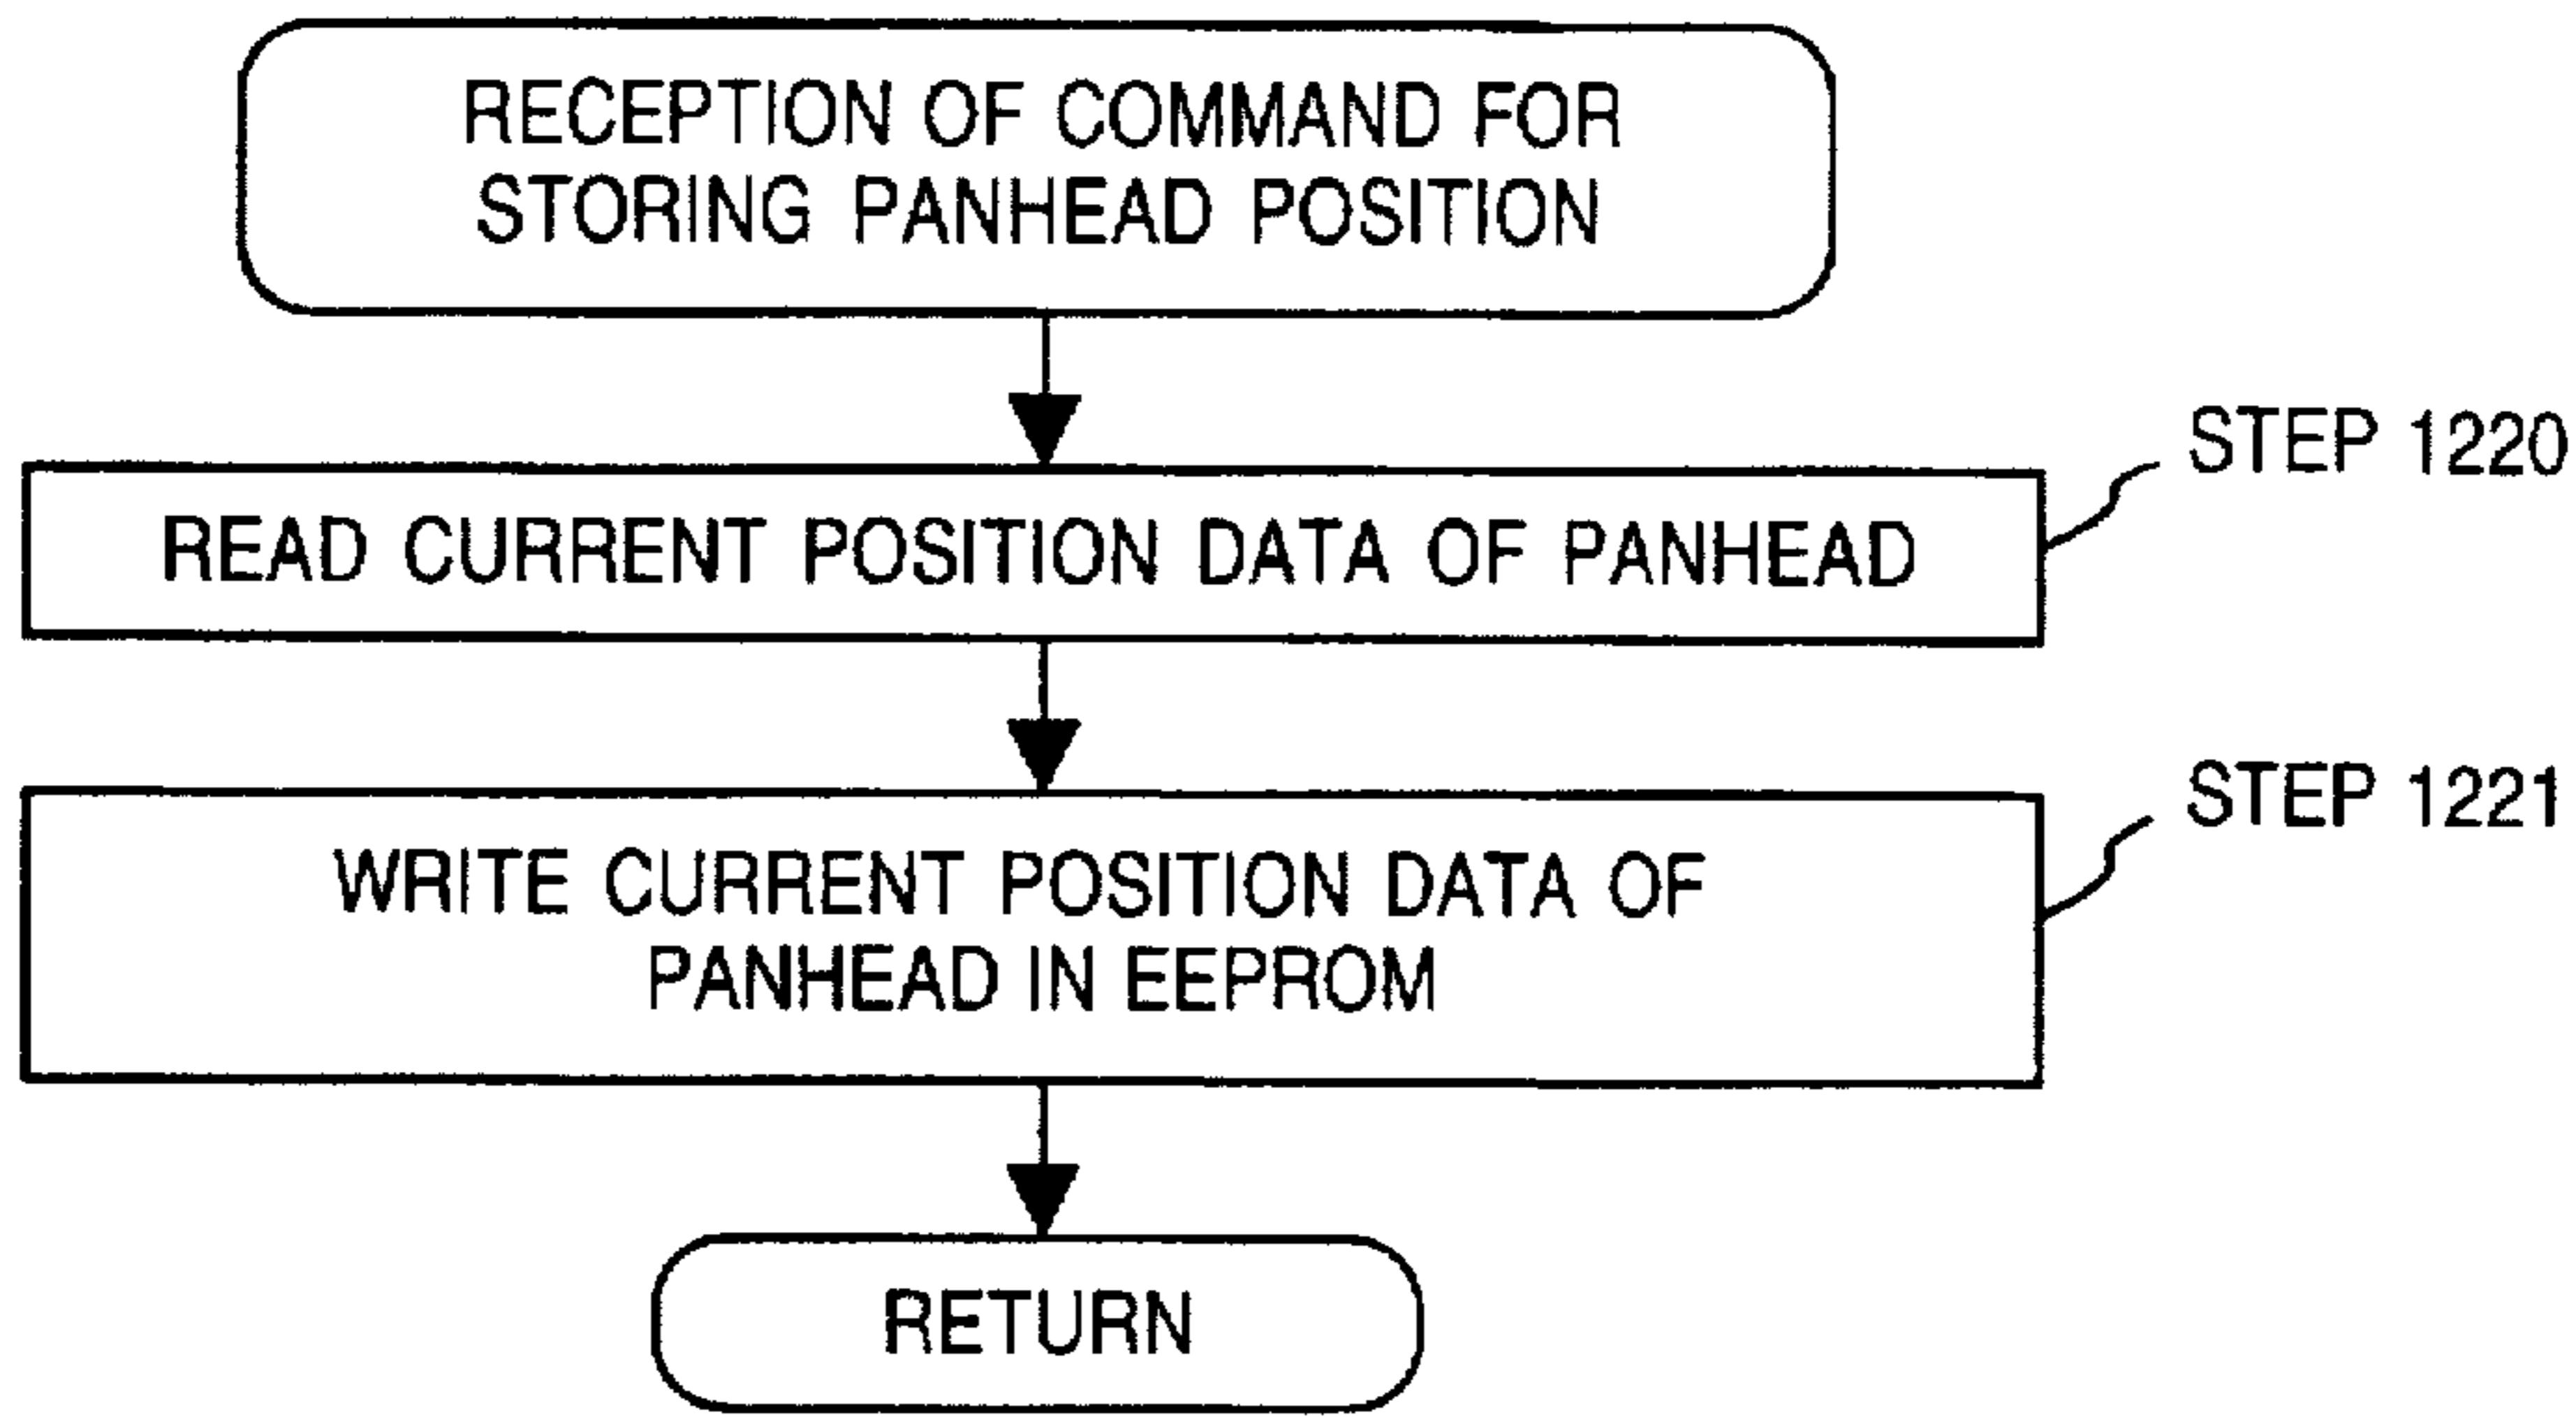 RECEPTION OF COMMAND FOR
STORING PANHEAD POSITION
STEP 1220
READ CURRENT POSITION DATA OF PANHEAD
STEP 1221
WRITE CURRENT POSITION DATA OF
PANHEAD IN EEPROM
RETURN